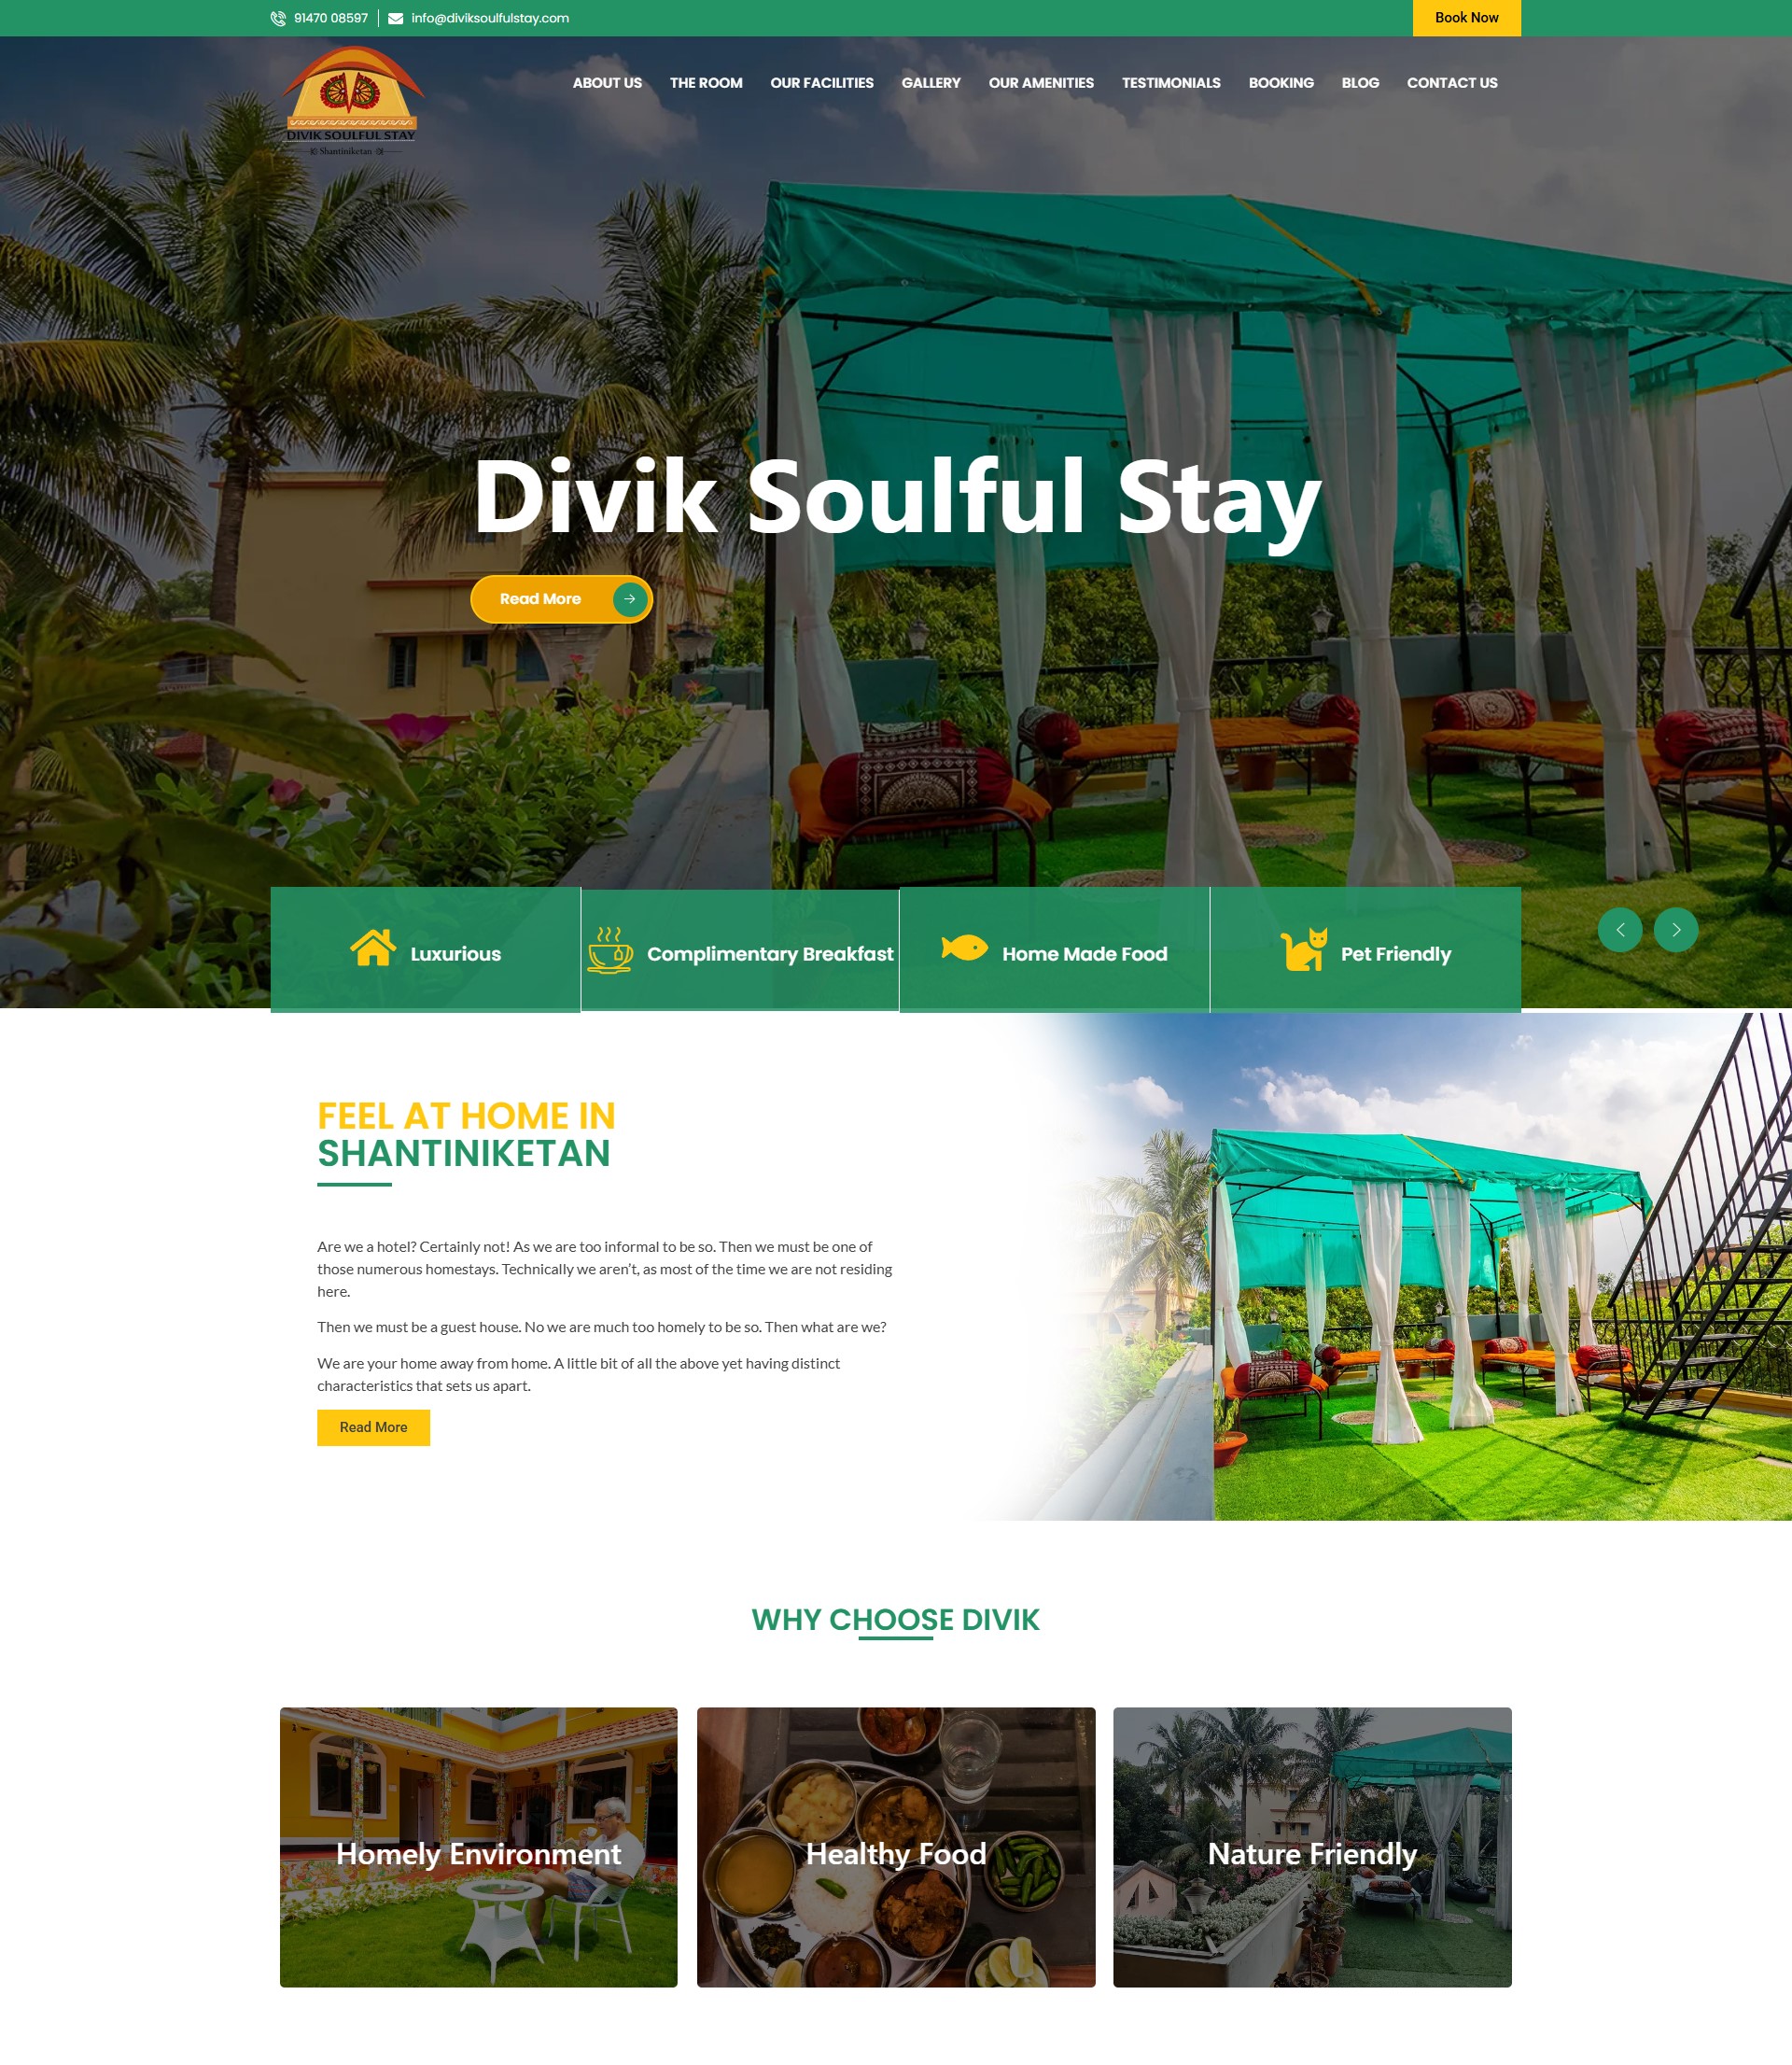 91470 08597
info@diviksoulfulstay.com
Book Now
DIVIK SOULFUL STAY
Shantiniketan
ABOUT US
THE ROOM
OUR FACILITIES
GALLERY
OUR AMENITIES
TESTIMONIALS
BOOKING
BLOG
CONTACT US
Divik Soulful Stay
Read More
Luxurious
Complimentary Breakfast
Home Made Food
Pet Friendly
FEEL AT HOME IN
SHANTINIKETAN
Are we a hotel? Certainly not! As we are too informal to be so. Then we must be one of
those numerous homestays. Technically we aren't, as most of the time we are not residing
here.
Then we must be a guest house. No we are much too homely to be so. Then what are we?
We are your home away from home. A little bit of all the above yet having distinct
characteristics that sets us apart.
Read More
WHY CHOOSE DIVIK
Homely Environment
Healthy Food
Nature Friendly